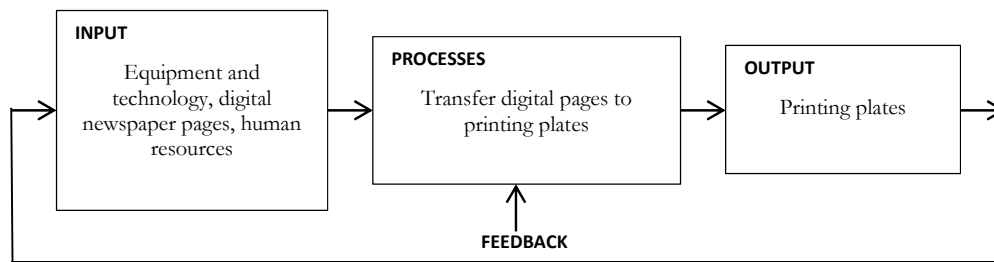 INPUT
Equipment and
technology, digital
newspaper pages, human
resources
PROCESSES
Transfer digital pages to
printing plates
OUTPUT
Printing plates
FEEDBACK